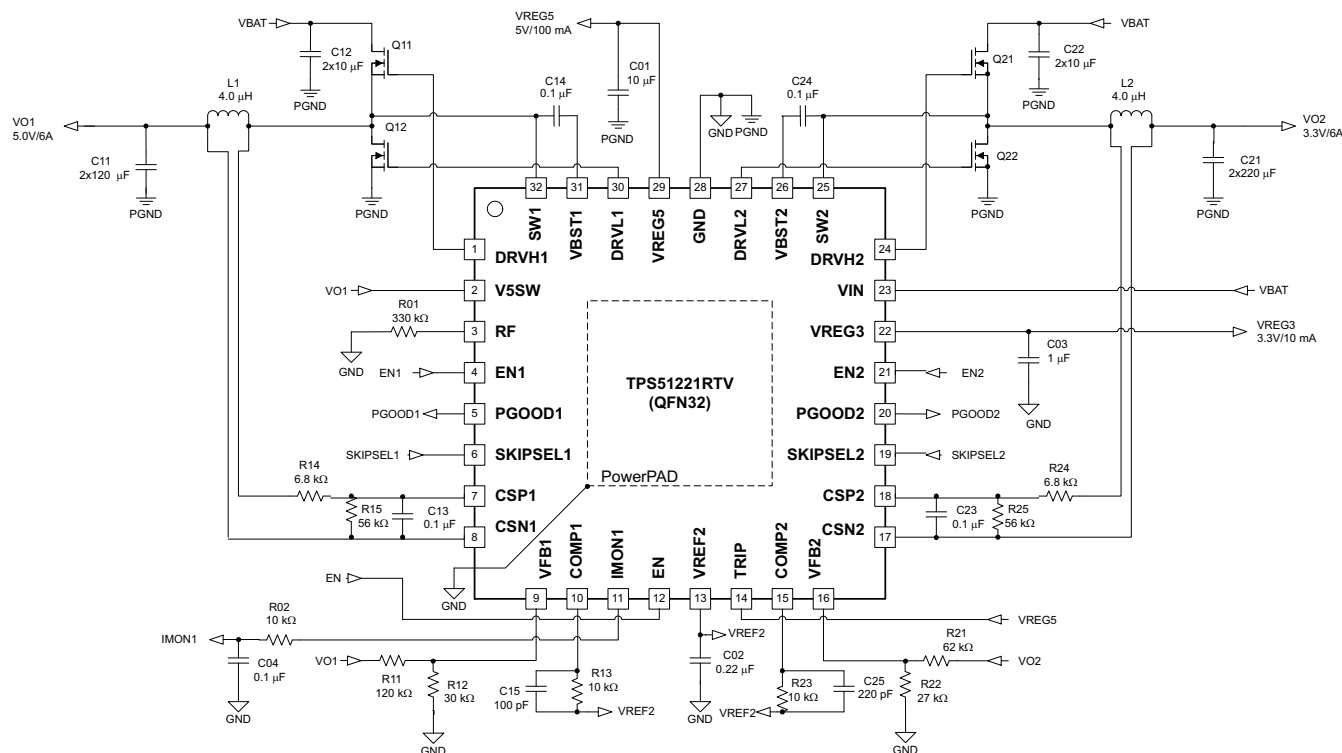 VBAT
C12
2x10 μF
PGND
Q11
VREG5
5V/100 mA
C01
10 μF
PGND
VBAT
Q21
C22
2x10 μF
PGND
L1
4.0 μH
C14
0.1 μF
C24
0.1 μF
GND
PGND
L2
4.0 μH
VO1
5.0V/6A
C11
2x120 μF
PGND
Q12
PGND
Q22
PGND
VO2
3.3V/6A
C21
2x220 μF
PGND
32
31
30
29
28
27
26
25
SW1
VBST1
DRVL1
VREG5
GND
DRVL2
VBST2
SW2
1
DRVH1
24
DRVH2
VO1
2
V5SW
23
VIN
VBAT
R01
330 kΩ
GND
3
RF
22
VREG3
VREG3
3.3V/10 mA
C03
1 μF
GND
EN1
4
EN1
21
EN2
EN2
TPS51221RTV
(QFN32)
PGOOD1
5
PGOOD1
20
PGOOD2
PGOOD2
SKIPSEL1
6
SKIPSEL1
19
SKIPSEL2
SKIPSEL2
PowerPAD
R14
6.8 kΩ
7
CSP1
18
CSP2
R24
6.8 kΩ
R15
56 kΩ
C13
0.1 μF
8
CSN1
17
CSN2
C23
0.1 μF
R25
56 kΩ
VFB1
COMP1
IMON1
EN
VREF2
TRIP
COMP2
VFB2
GND
9
10
11
12
13
14
15
16
EN
VREG5
IMON1
R02
10 kΩ
C04
0.1 μF
GND
VO1
R11
120 kΩ
R12
30 kΩ
GND
C15
100 pF
R13
10 kΩ
VREF2
VREF2
C02
0.22 μF
GND
R23
10 kΩ
C25
220 pF
VREF2
R21
62 kΩ
VO2
R22
27 kΩ
GND